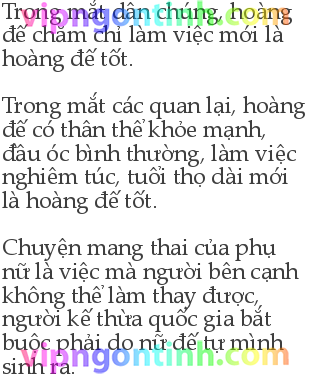 Trong mắt dân chúng, hoàng
vipngontinh.com
đế chăm chỉ làm việc mới là
hoàng đế tốt.
Trong mắt các quan lại, hoàng
đế có thân thể khỏe mạnh,
đầu óc bình thường, làm việc
nghiêm túc, tuổi thọ dài mới
là hoàng đế tốt.
Chuyện mang thai của phụ
nữ là việc mà người bên cạnh
không thể làm thay được,
người kế thừa quốc gia bắt
buộc phải do nữ đế tự mình
vipngontinh.com
sinh ra.